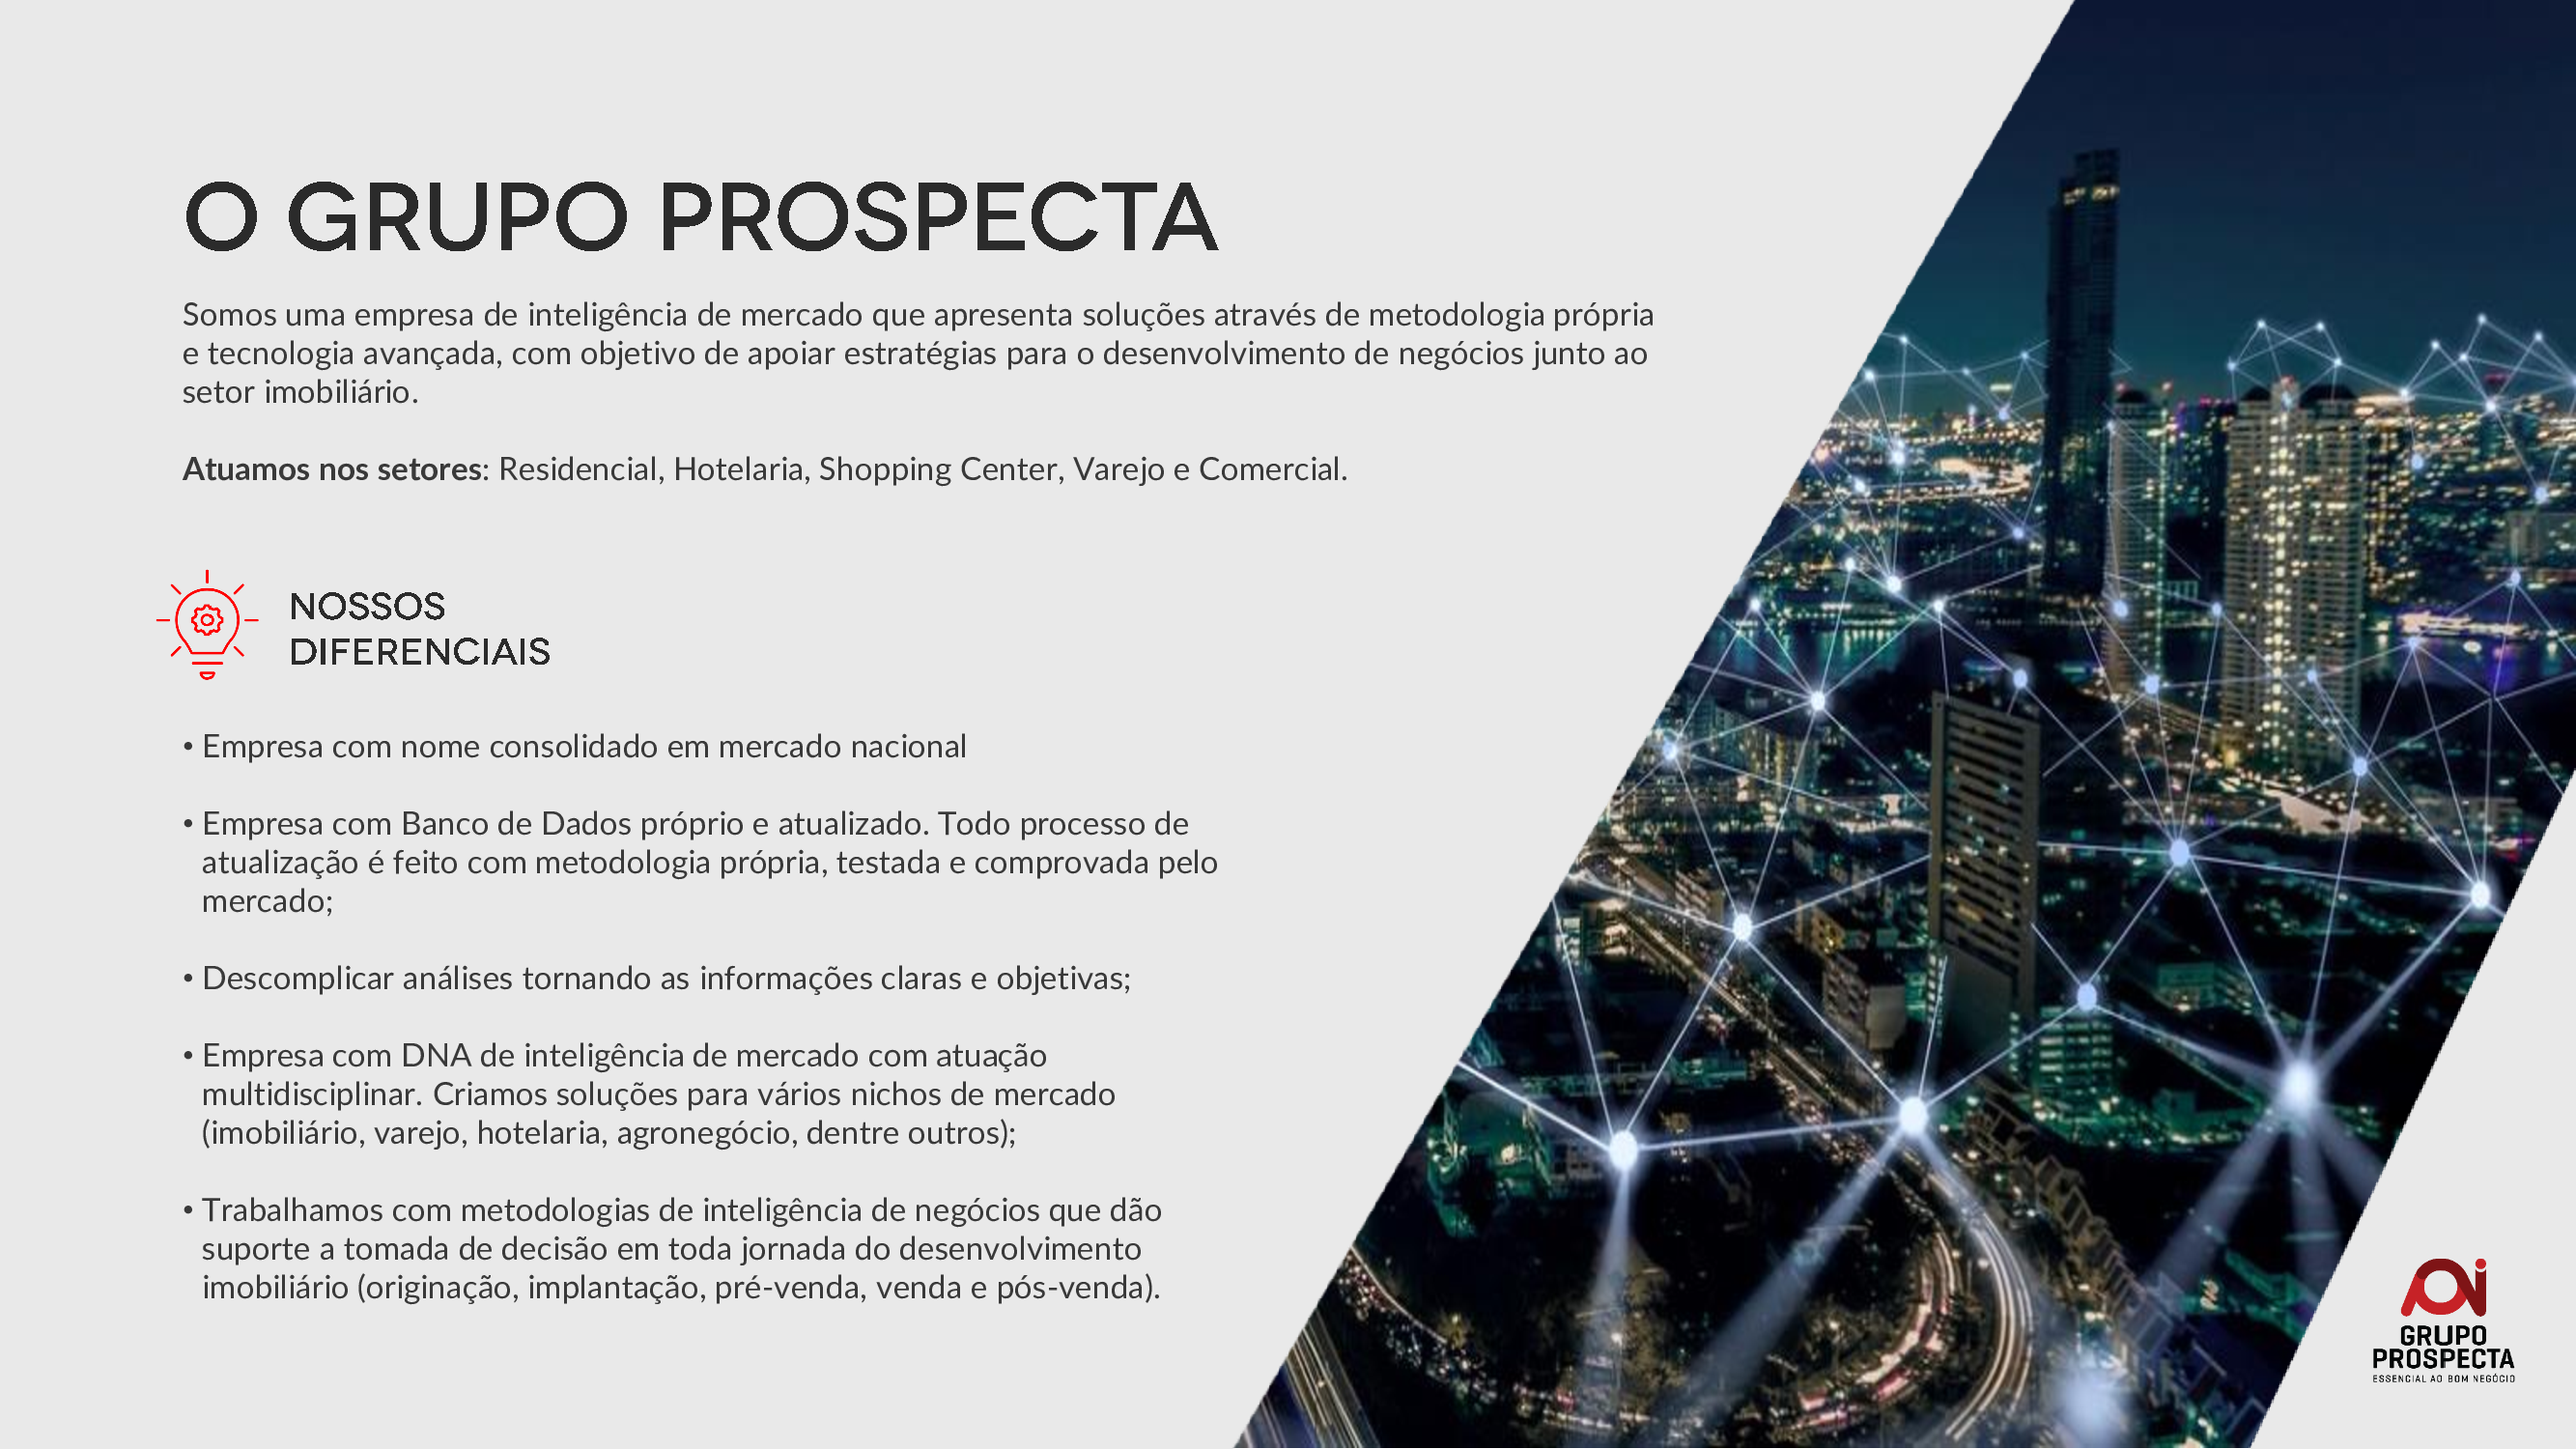 O GRUPO PROSPECTA
Somos uma empresa de inteligência de mercado que apresenta soluções através de metodologia própria
e tecnologia avançada, com objetivo de apoiar estratégias para o desenvolvimento de negócios junto ao
setor imobiliário.
Atuamos nos setores: Residencial, Hotelaria, Shopping Center, Varejo e Comercial.
NOSSOS
DIFERENCIAIS
• Empresa com nome consolidado em mercado nacional
• Empresa com Banco de Dados próprio e atualizado. Todo processo de
atualização é feito com metodologia própria, testada e comprovada pelo
mercado;
• Descomplicar análises tornando as informações claras e objetivas;
• Empresa com DNA de inteligência de mercado com atuação
multidisciplinar. Criamos soluções para vários nichos de mercado
(imobiliário, varejo, hotelaria, agronegócio, dentre outros);
• Trabalhamos com metodologias de inteligência de negócios que dão
suporte a tomada de decisão em toda jornada do desenvolvimento
imobiliário (originação, implantação, pré-venda, venda e pós-venda).
GRUPO
PROSPECTA
ESSENCIAL AO BOM NEGÓCIO